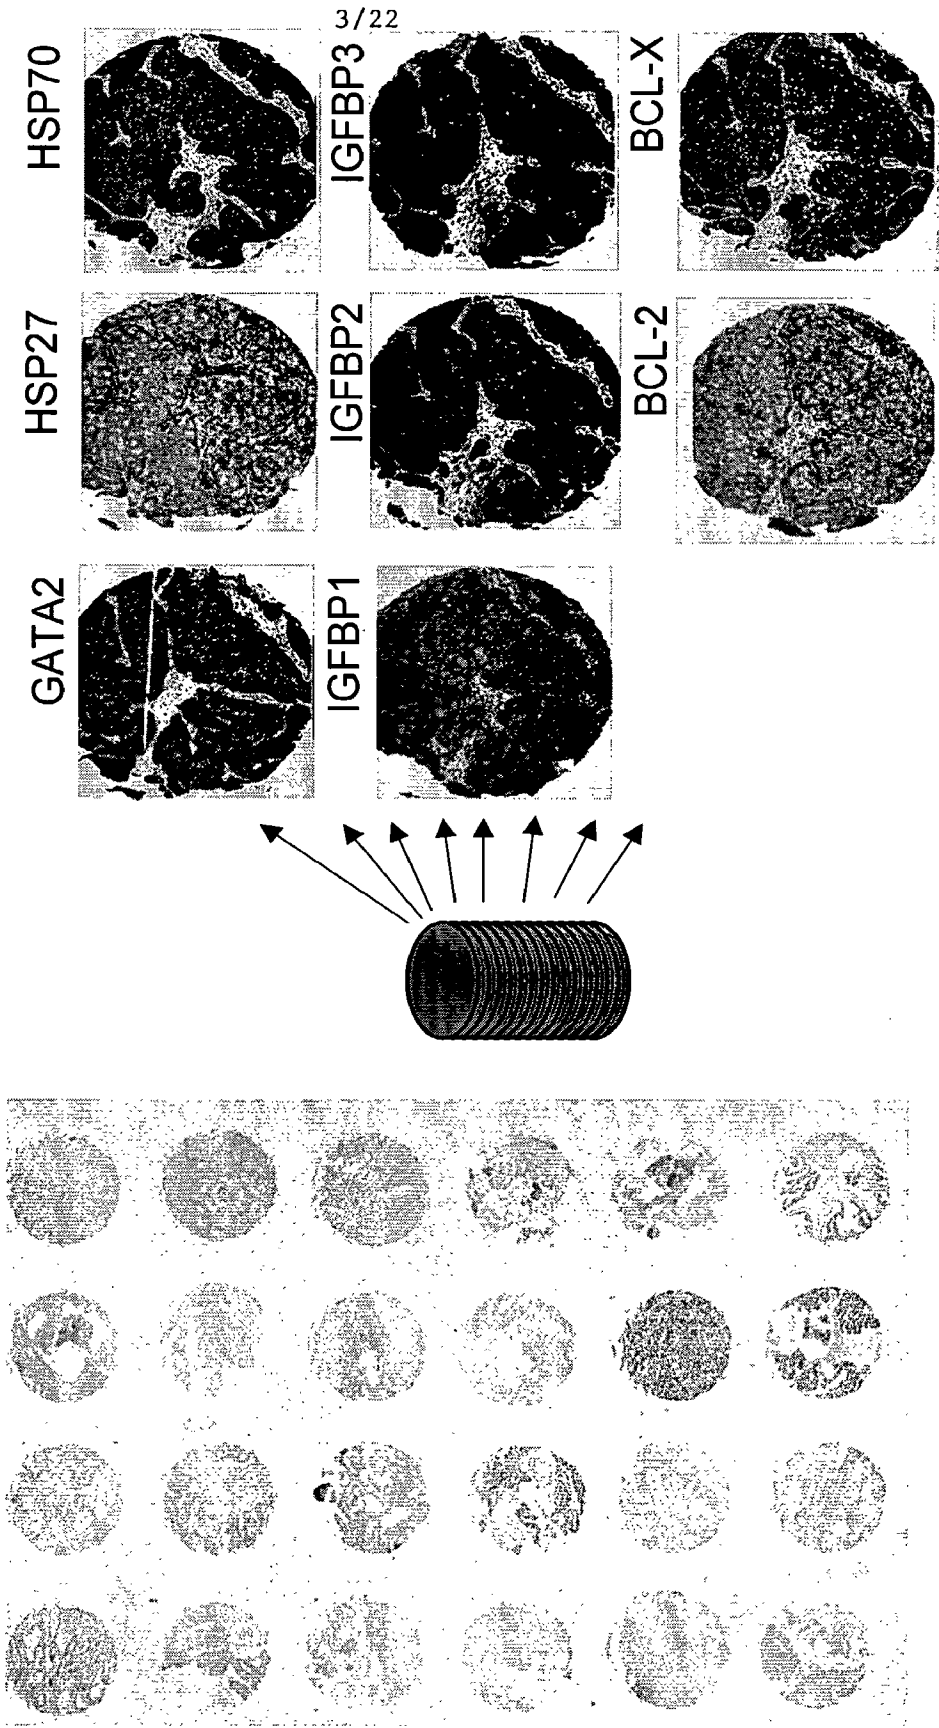 3/22
HSP70
IGFBP3
BCL-X
HSP27
IGFBP2
BCL-2
GATA2
IGFBP1